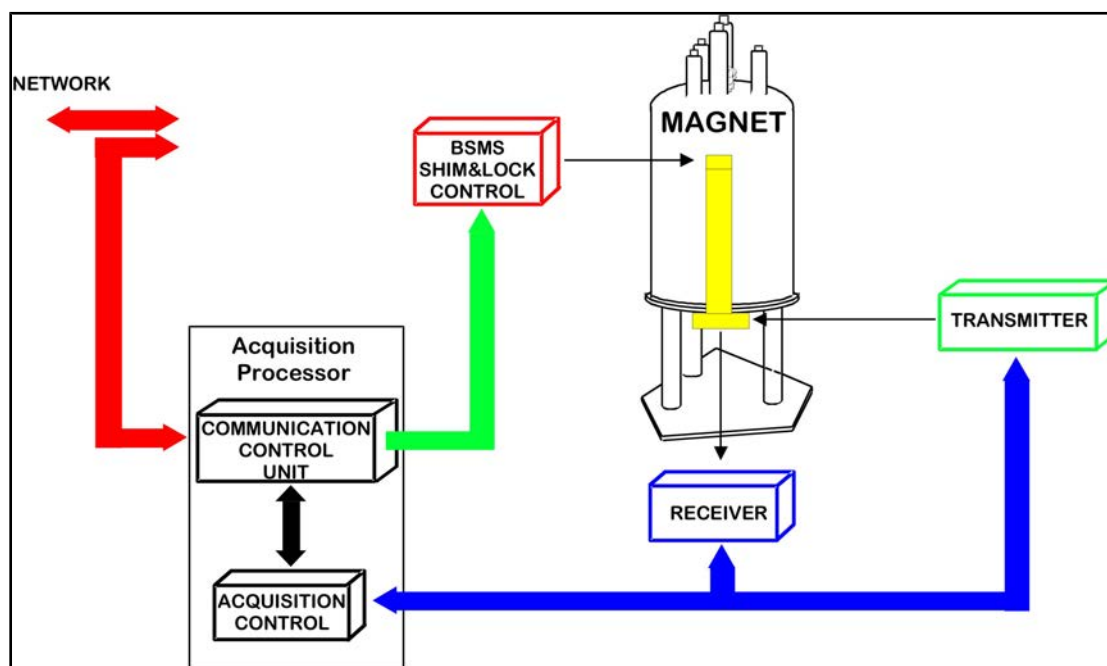 NETWORK
BSMS
SHIM&LOCK
CONTROL
MAGNET
TRANSMITTER
Acquisition
Processor
COMMUNICATION
CONTROL
UNIT
RECEIVER
ACQUISITION
CONTROL